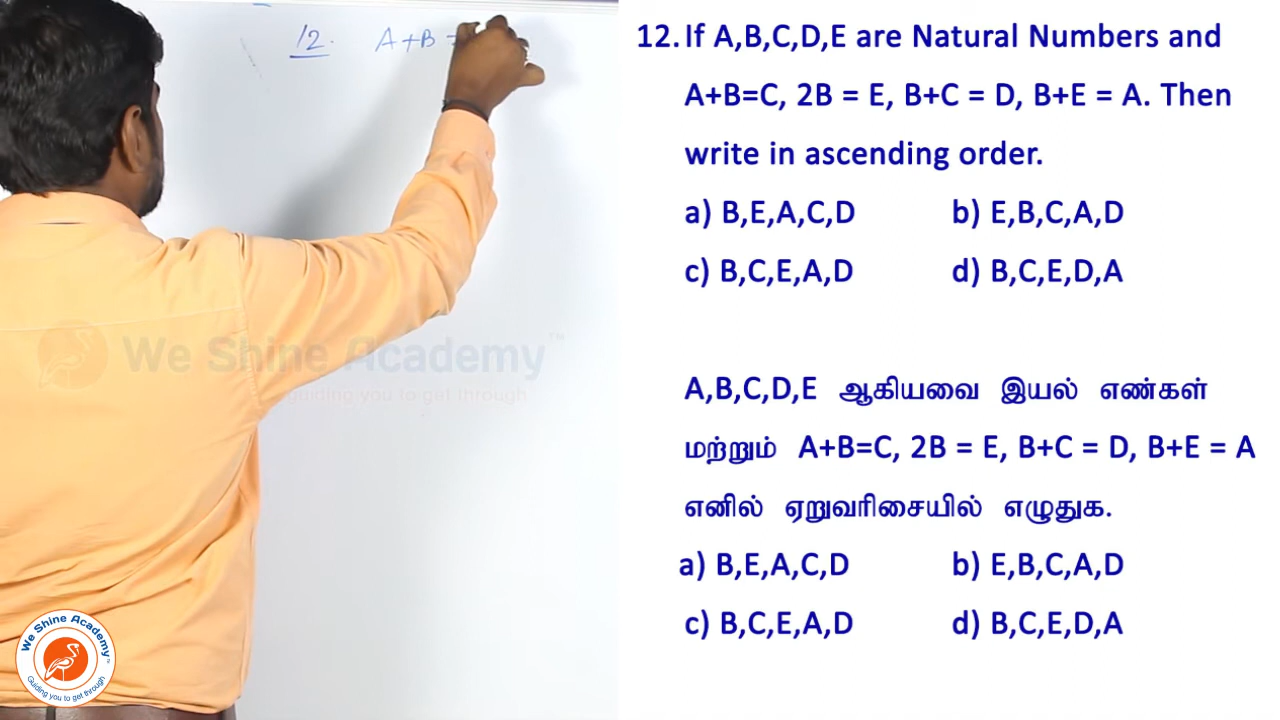 12. A+B =
12. If A,B,C,D,E are Natural Numbers and
A+B=C, 2B = E, B+C = D, B+E = A. Then
write in ascending order.
a) B,E,A,C,D b) E,B,C,A,D
c) B,C,E,A,D d) B,C,E,D,A
A,B,C,D,E ஆகியவை இயல் எண்கள்
மற்றும் A+B=C, 2B = E, B+C = D, B+E = A
எனில் ஏறுவரிசையில் எழுதுக.
a) B,E,A,C,D b) E,B,C,A,D
c) B,C,E,A,D d) B,C,E,D,A
We Shine Academy™
guiding you to get through
We Shine Academy™
Guiding you to get through